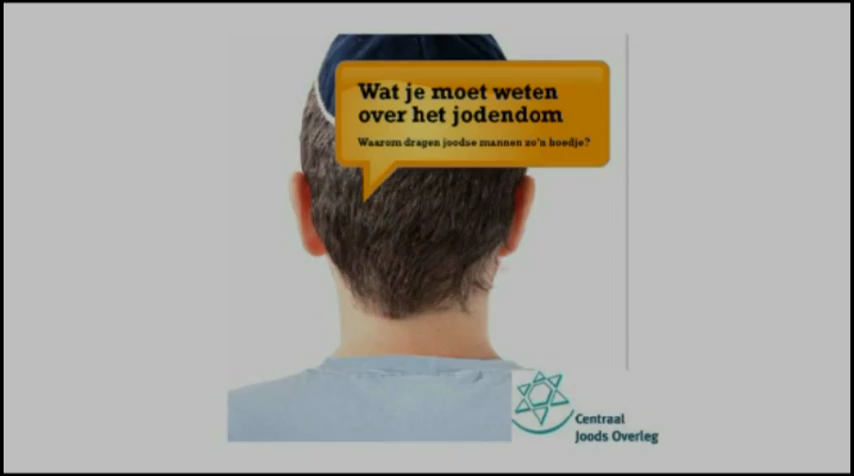 Wat je moet weten
over het jodendom
Waarom dragen joodse mannen zo'n hoedje?
Centraal
Joods Overleg